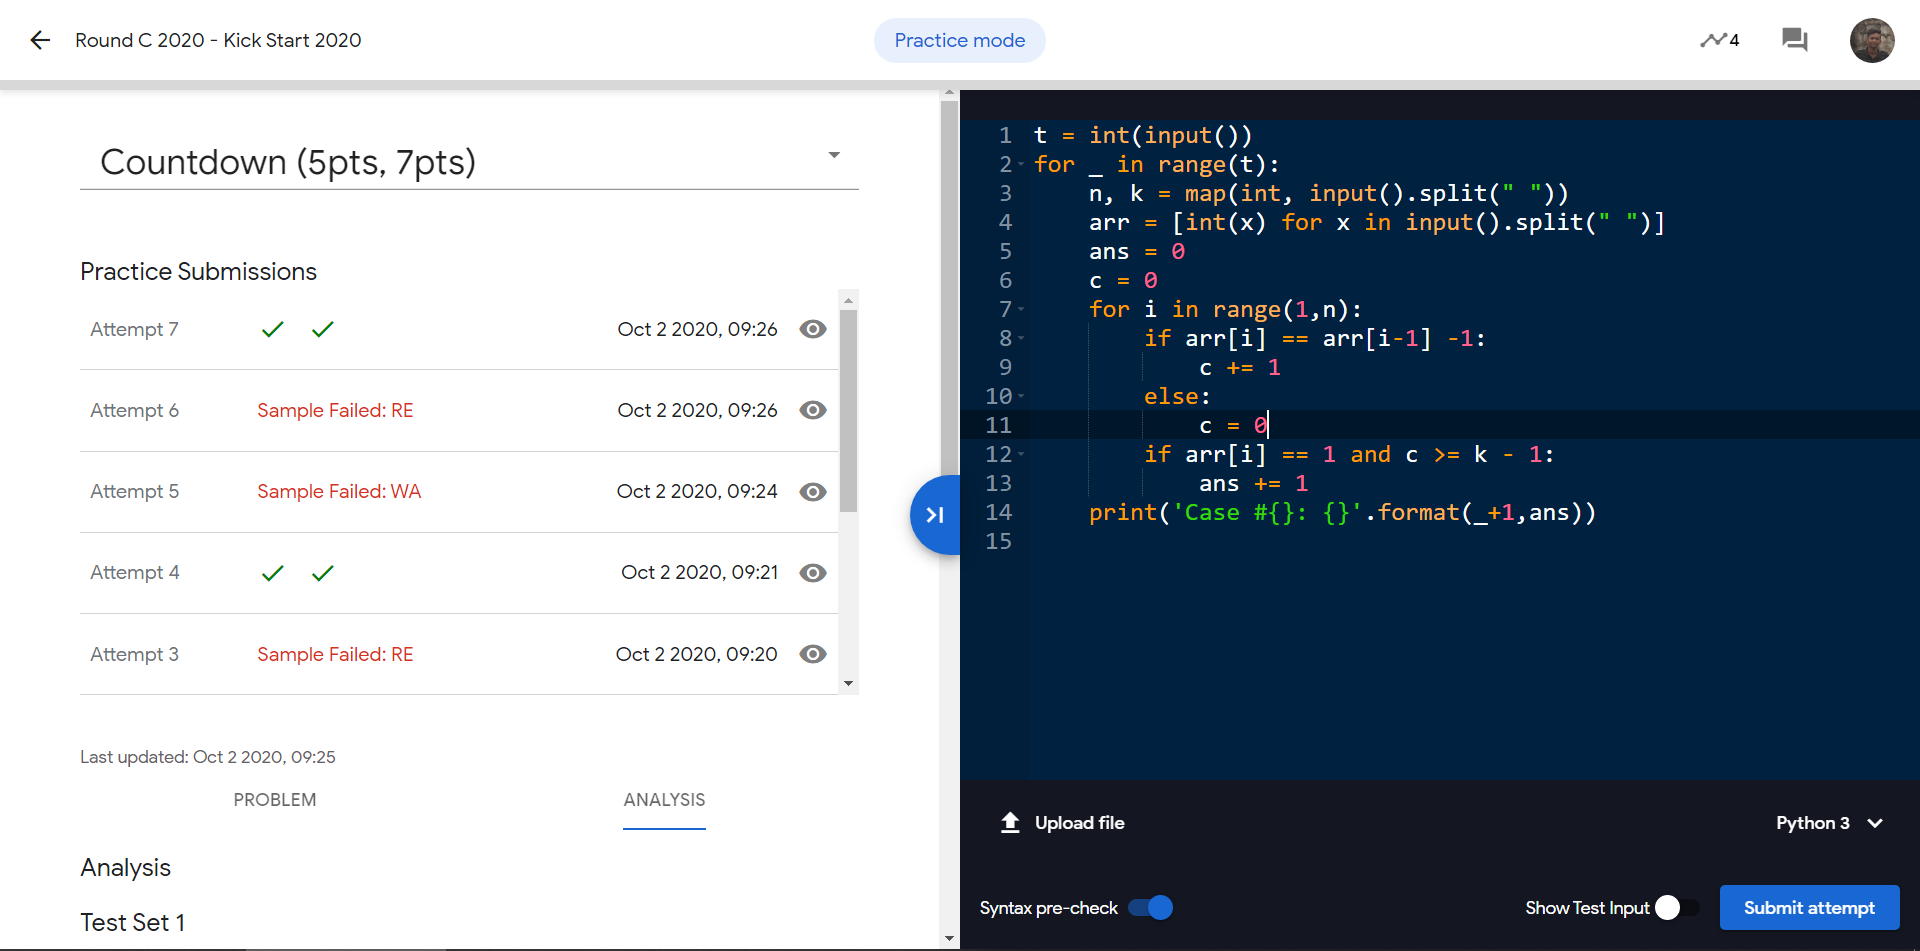 Round C 2020 - Kick Start 2020
Practice mode
4
Countdown (5pts, 7pts)
Practice Submissions
Attempt 7 Oct 2 2020, 09:26
Attempt 6 Sample Failed: RE Oct 2 2020, 09:26
Attempt 5 Sample Failed: WA Oct 2 2020, 09:24
Attempt 4 Oct 2 2020, 09:21
Attempt 3 Sample Failed: RE Oct 2 2020, 09:20
Last updated: Oct 2 2020, 09:25
PROBLEM ANALYSIS
Analysis
Test Set 1
1 t = int(input())
2 for _ in range(t):
3     n, k = map(int, input().split(" "))
4     arr = [int(x) for x in input().split(" ")]
5     ans = 0
6     c = 0
7     for i in range(1,n):
8         if arr[i] == arr[i-1] -1:
9             c += 1
10         else:
11             c = 0
12         if arr[i] == 1 and c >= k - 1:
13             ans += 1
14     print('Case #{}: {}'.format(_+1,ans))
15
Upload file
Python 3
Syntax pre-check
Show Test Input
Submit attempt